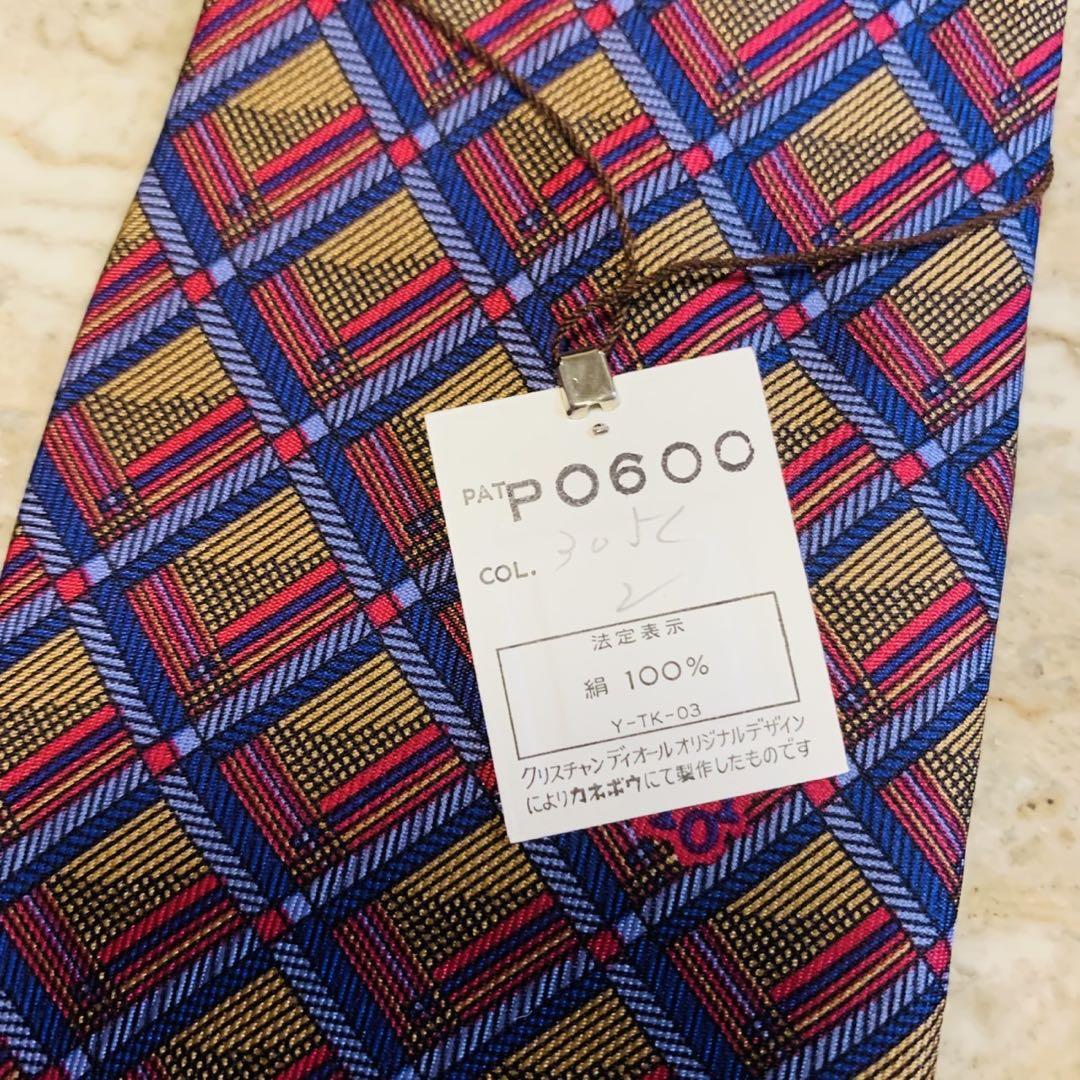 PAT. P0600
COL. 305C
2
法定表示
絹 100%
Y-TK-03
クリスチャン ディオール オリジナルデザイン
によりカネボウにて製作したものです